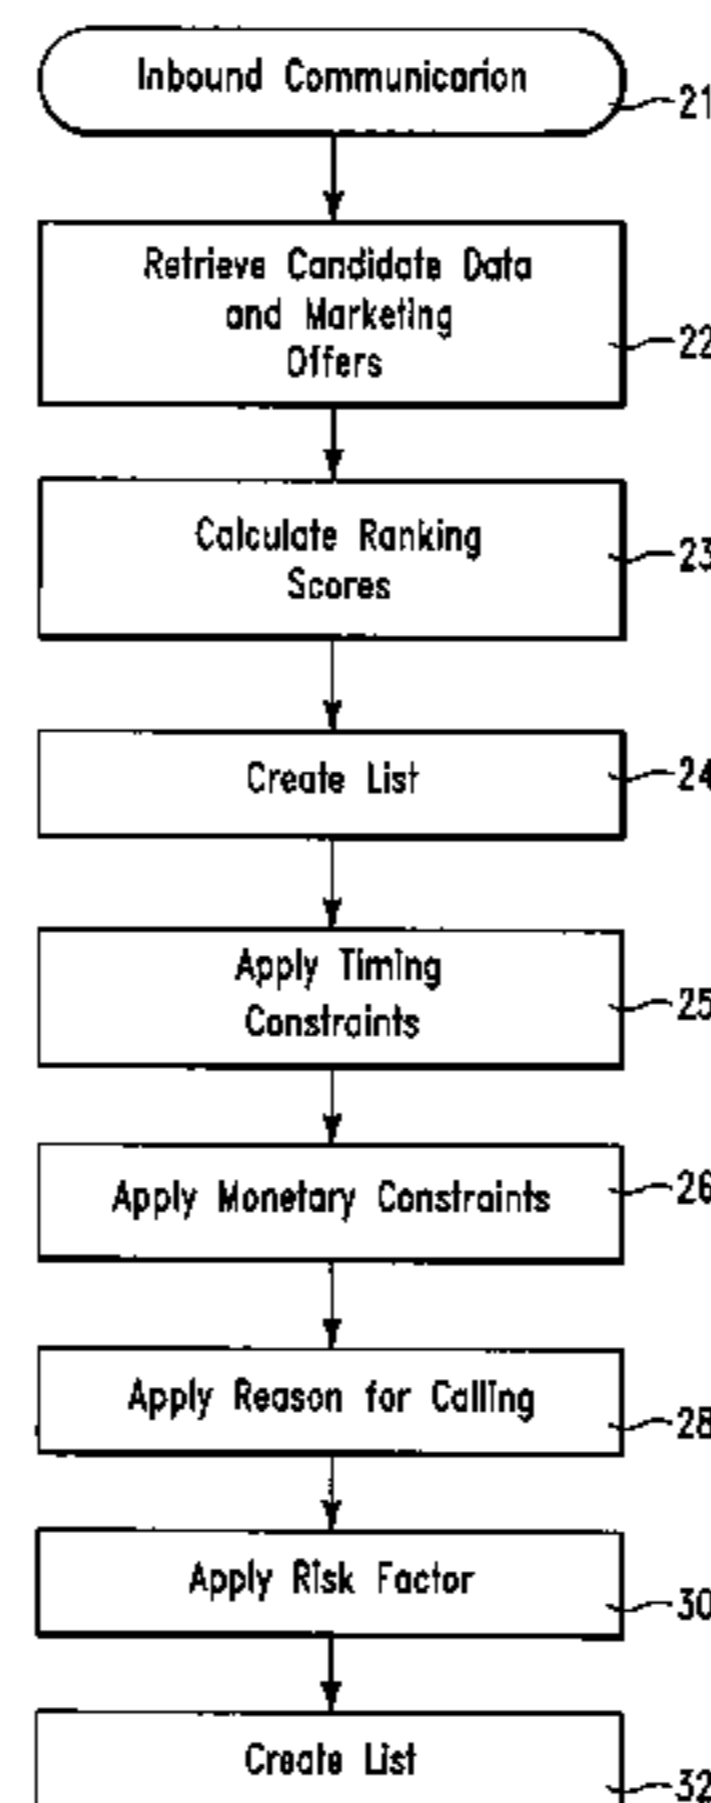 Inbound Communicarion
21
Retrieve Candidate Data
and Marketing
Offers
22
Calculate Ranking
Scores
23
Create List
24
Apply Timing
Constraints
25
Apply Monetary Constraints
26
Apply Reason for Calling
28
Apply Risk Factor
30
Create List
32